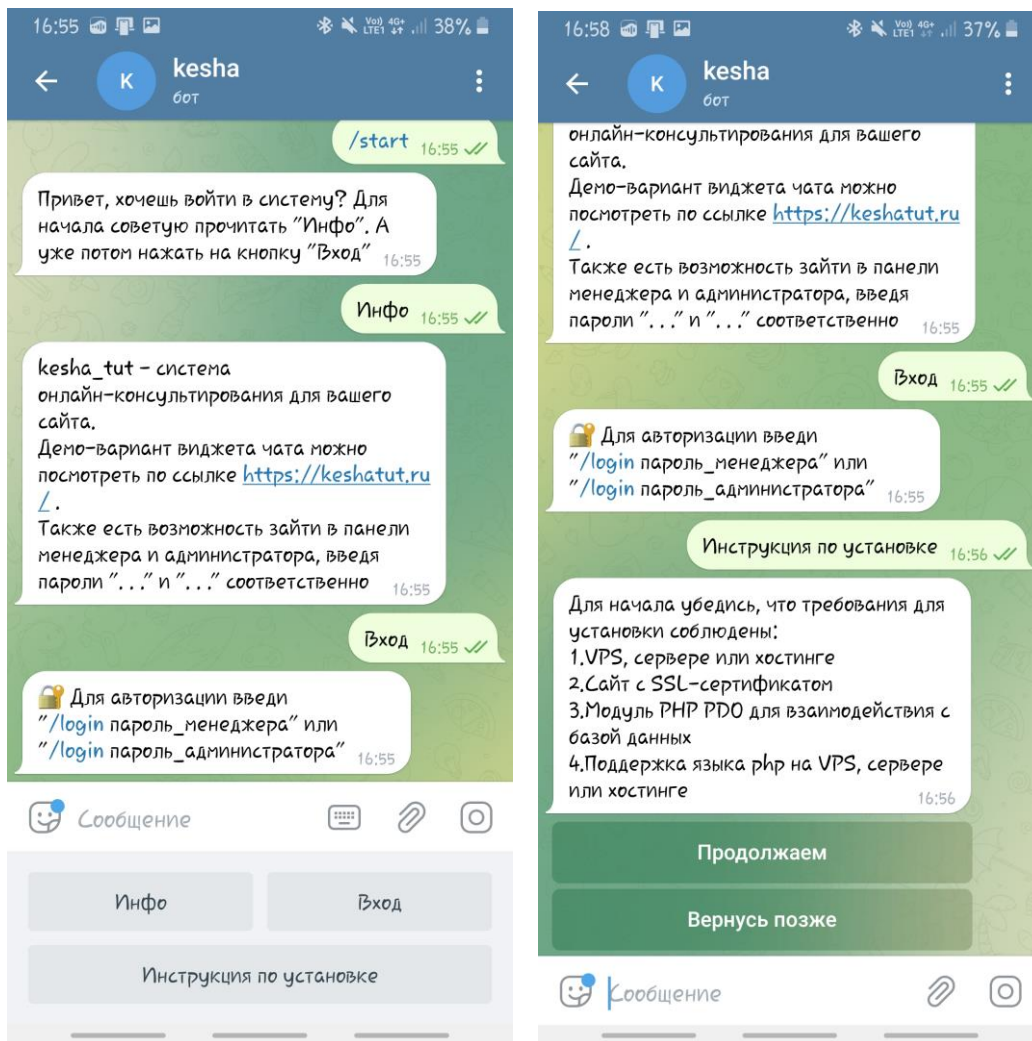 16:55
Vo)) 4G+
LTE1
38%
K
kesha
бот
/start 16:55
Привет, хочешь войти в систему? Для
начала советую прочитать "Инфо". А
уже потом нажать на кнопку "Вход" 16:55
Инфо 16:55
kesha_tut - система
онлайн-консультирования для вашего
сайта.
Демо-вариант виджета чата можно
посмотреть по ссылке https://keshatut.ru
/ .
Также есть возможность зайти в панели
менеджера и администратора, введя
пароли "..." и "..." соответственно 16:55
Вход 16:55
Для авторизации введи
"/login пароль_менеджера" или
"/login пароль_администратора" 16:55
Сообщение
Инфо
Вход
Инструкция по установке
16:58
Vo)) 4G+
LTE1
37%
K
kesha
бот
онлайн-консультирования для вашего
сайта.
Демо-вариант виджета чата можно
посмотреть по ссылке https://keshatut.ru
/ .
Также есть возможность зайти в панели
менеджера и администратора, введя
пароли "..." и "..." соответственно 16:55
Вход 16:55
Для авторизации введи
"/login пароль_менеджера" или
"/login пароль_администратора" 16:55
Инструкция по установке 16:56
Для начала убедись, что требования для
установки соблюдены:
1.VPS, сервере или хостинге
2.Сайт с SSL-сертификатом
3.Модуль PHP PDO для взаимодействия с
базой данных
4.Поддержка языка php на VPS, сервере
или хостинге 16:56
Продолжаем
Вернусь позже
Сообщение